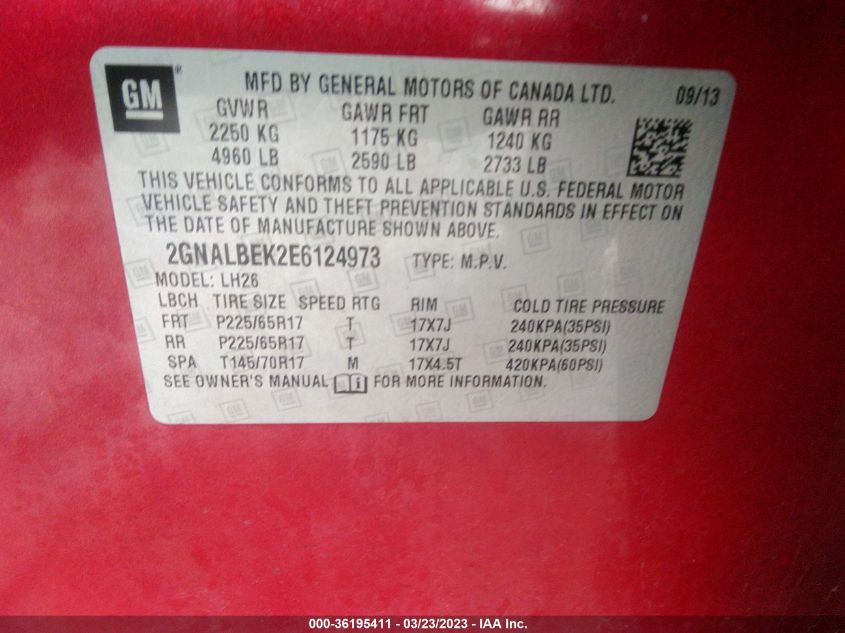 GM
MFD BY GENERAL MOTORS OF CANADA LTD. 09/13
GVWR GAWR FRT GAWR RR
2250 KG 1175 KG 1240 KG
4960 LB 2590 LB 2733 LB
THIS VEHICLE CONFORMS TO ALL APPLICABLE U.S. FEDERAL MOTOR
VEHICLE SAFETY AND THEFT PREVENTION STANDARDS IN EFFECT ON
THE DATE OF MANUFACTURE SHOWN ABOVE.
2GNALBEK2E6124973 TYPE: M.P.V.
MODEL: LH26
LBCH TIRE SIZE SPEED RTG RIM COLD TIRE PRESSURE
FRT P225/65R17 T 17X7J 240KPA(35PSI)
RR P225/65R17 T 17X7J 240KPA(35PSI)
SPA T145/70R17 M 17X4.5T 420KPA(60PSI)
SEE OWNER'S MANUAL i FOR MORE INFORMATION.
000-36195411 - 03/23/2023 - IAA Inc.